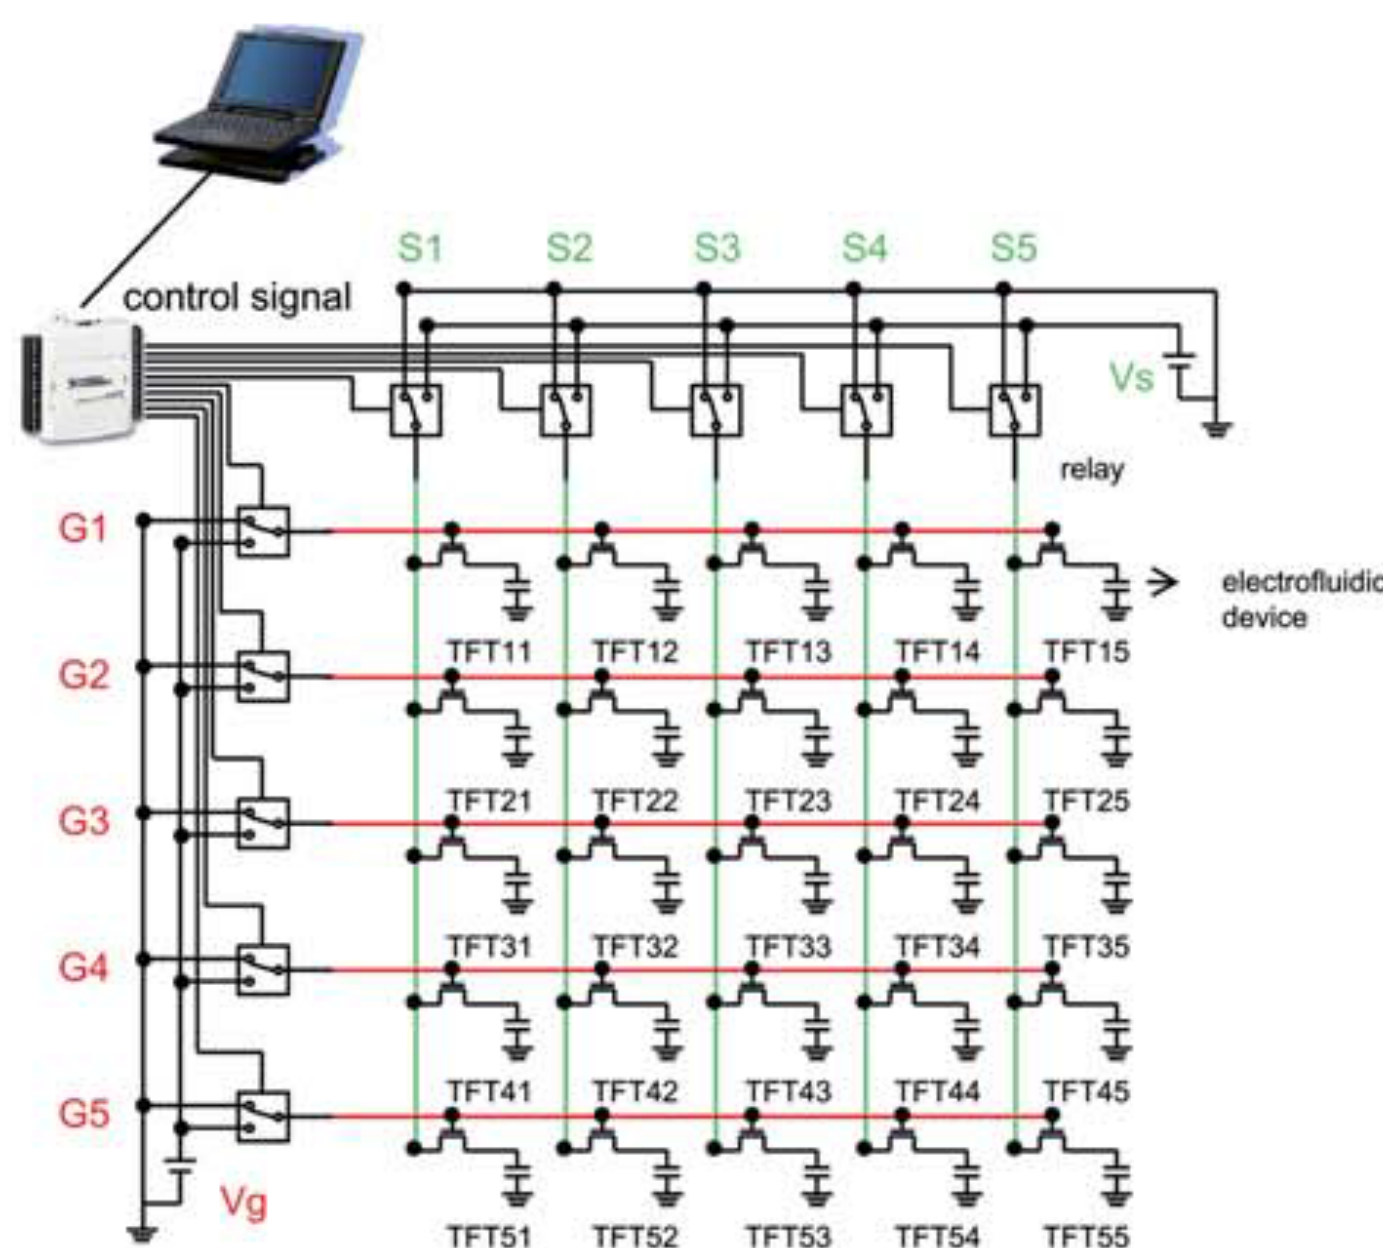 S1 S2 S3 S4 S5
control signal
Vs
relay
G1
electrofluidic
device
TFT11 TFT12 TFT13 TFT14 TFT15
G2
TFT21 TFT22 TFT23 TFT24 TFT25
G3
TFT31 TFT32 TFT33 TFT34 TFT35
G4
TFT41 TFT42 TFT43 TFT44 TFT45
G5
Vg
TFT51 TFT52 TFT53 TFT54 TFT55